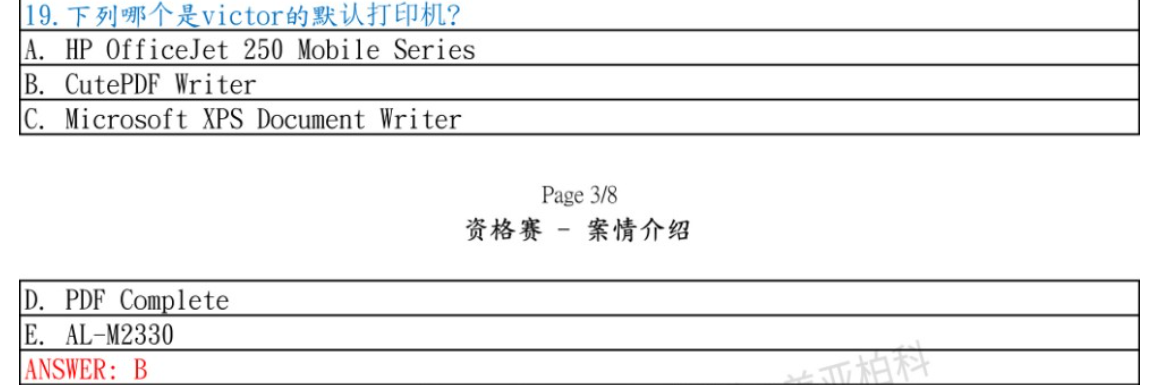 19.下列哪个是victor的默认打印机?
A. HP OfficeJet 250 Mobile Series
B. CutePDF Writer
C. Microsoft XPS Document Writer
Page 3/8
资格赛 - 案情介绍
D. PDF Complete
E. AL-M2330
ANSWER: B
美亚柏科